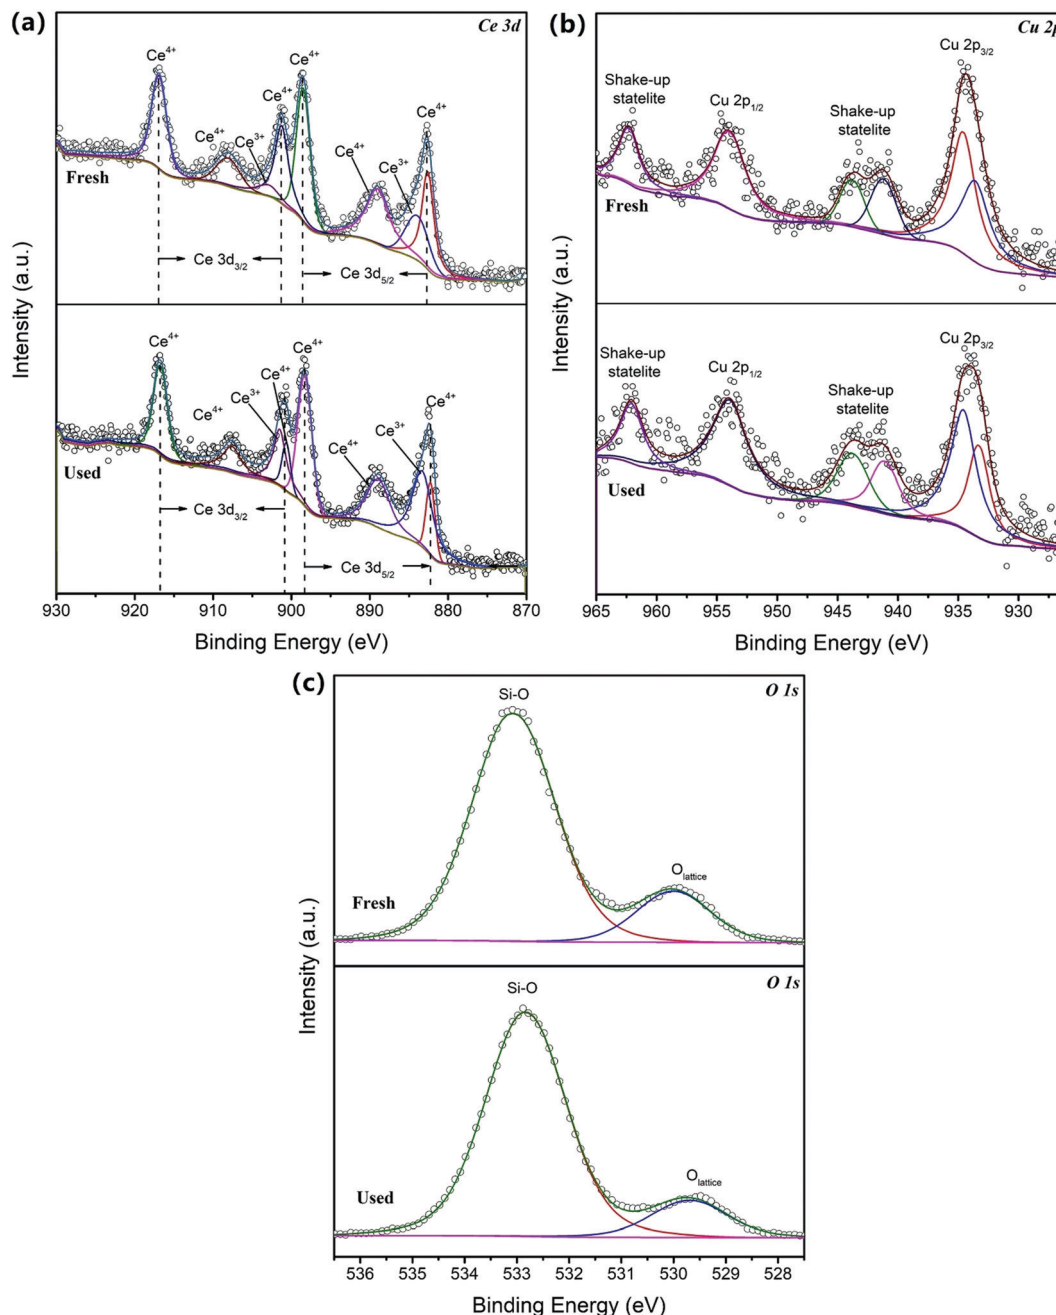 (a)
Ce 3d
Ce4+
Ce4+
Ce4+
Ce4+
Ce3+
Ce4+
Ce3+
Ce4+
Fresh
Ce 3d3/2
Ce 3d5/2
Ce4+
Ce4+
Ce4+
Ce3+
Ce4+
Ce4+
Ce3+
Ce4+
Used
Ce 3d3/2
Ce 3d5/2
Intensity (a.u.)
930 920 910 900 890 880 870
Binding Energy (eV)
(b)
Cu 2p
Cu 2p3/2
Shake-up
statelite
Cu 2p1/2
Shake-up
statelite
Fresh
Cu 2p3/2
Shake-up
statelite
Cu 2p1/2
Shake-up
statelite
Used
Intensity (a.u.)
965 960 955 950 945 940 935 930
Binding Energy (eV)
(c)
O 1s
Si-O
Olattice
Fresh
O 1s
Si-O
Olattice
Used
Intensity (a.u.)
536 535 534 533 532 531 530 529 528
Binding Energy (eV)